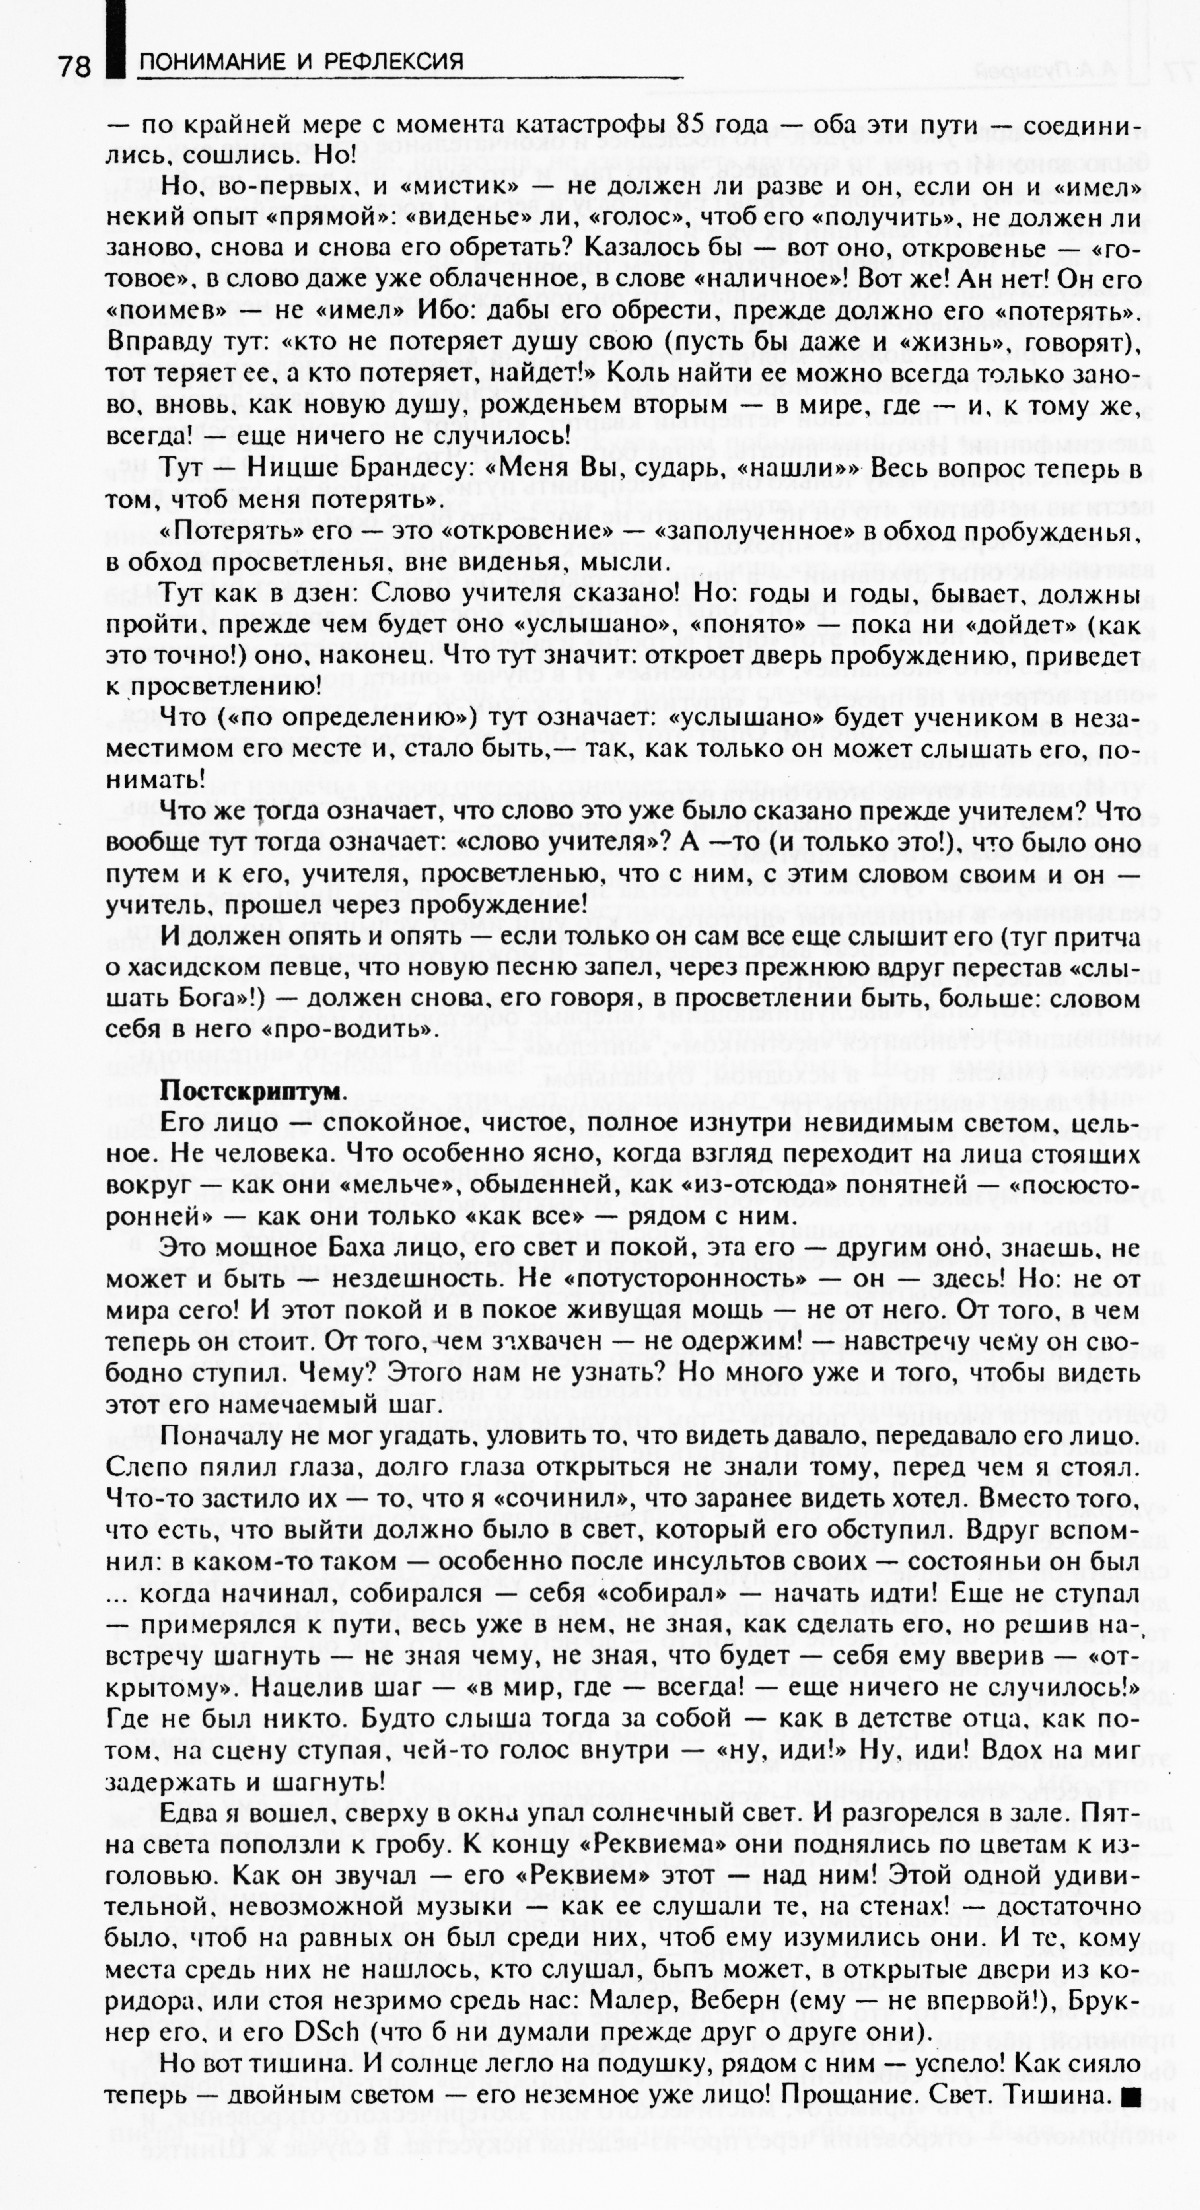 78
ПОНИМАНИЕ И РЕФЛЕКСИЯ
— по крайней мере с момента катастрофы 85 года — оба эти пути — соедини-
лись, сошлись. Но!
Но, во-первых, и «мистик» — не должен ли разве и он, если он и «имел»
некий опыт «прямой»: «виденье» ли, «голос», чтоб его «получить», не должен ли
заново, снова и снова его обретать? Казалось бы — вот оно, откровенье — «го-
товое», в слово даже уже облаченное, в слове «наличное»! Вот же! Ан нет! Он его
«поимев» — не «имел» Ибо: дабы его обрести, прежде должно его «потерять».
Вправду тут: «кто не потеряет душу свою (пусть бы даже и «жизнь», говорят),
тот теряет ее, а кто потеряет, найдет!» Коль найти ее можно всегда только зано-
во, вновь, как новую душу, рожденьем вторым — в мире, где — и, к тому же,
всегда! — еще ничего не случилось!
Тут — Ницше Брандесу: «Меня Вы, сударь, «нашли»» Весь вопрос теперь в
том, чтоб меня потерять».
«Потерять» его — это «откровение» — «заполученное» в обход пробужденья,
в обход просветленья, вне виденья, мысли.
Тут как в дзен: Слово учителя сказано! Но: годы и годы, бывает, должны
пройти, прежде чем будет оно «услышано», «понято» — пока ни «дойдет» (как
это точно!) оно, наконец. Что тут значит: откроет дверь пробуждению, приведет
к просветлению!
Что («по определению») тут означает: «услышано» будет учеником в неза-
местимом его месте и, стало быть,— так, как только он может слышать его, по-
нимать!
Что же тогда означает, что слово это уже было сказано прежде учителем? Что
вообще тут тогда означает: «слово учителя»? А —то (и только это!), что было оно
путем и к его, учителя, просветленью, что с ним, с этим словом своим и он —
учитель, прошел через пробуждение!
И должен опять и опять — если только он сам все еще слышит его (туг притча
о хасидском певце, что новую песню запел, через прежнюю вдруг перестав «слы-
шать Бога»!) — должен снова, его говоря, в просветлении быть, больше: словом
себя в него «про-водить».
Постскриптум.
Его лицо — спокойное, чистое, полное изнутри невидимым светом, цель-
ное. Не человека. Что особенно ясно, когда взгляд переходит на лица стоящих
вокруг — как они «мельче», обыденней, как «из-отсюда» понятней — «посюсто-
ронней» — как они только «как все» — рядом с ним.
Это мощное Баха лицо, его свет и покой, эта его — другим оно, знаешь, не
может и быть — нездешность. Не «потусторонность» — он — здесь! Но: не от
мира сего! И этот покой и в покое живущая мощь — не от него. От того, в чем
теперь он стоит. От того, чем захвачен — не одержим! — навстречу чему он сво-
бодно ступил. Чему? Этого нам не узнать? Но много уже и того, чтобы видеть
этот его намечаемый шаг.
Поначалу не мог угадать, уловить то, что видеть давало, передавало его лицо.
Слепо пялил глаза, долго глаза открыться не знали тому, перед чем я стоял.
Что-то застило их — то, что я «сочинил», что заранее видеть хотел. Вместо того,
что есть, что выйти должно было в свет, который его обступил. Вдруг вспом-
нил: в каком-то таком — особенно после инсультов своих — состояньи он был
... когда начинал, собирался — себя «собирал» — начать идти! Еще не ступал
— примерялся к пути, весь уже в нем, не зная, как сделать его, но решив на-
встречу шагнуть — не зная чему, не зная, что будет — себя ему вверив — «от-
крытому». Нацелив шаг — «в мир, где — всегда! — еще ничего не случилось!»
Где не был никто. Будто слыша тогда за собой — как в детстве отца, как по-
том, на сцену ступая, чей-то голос внутри — «ну, иди!» Ну, иди! Вдох на миг
задержать и шагнуть!
Едва я вошел, сверху в окна упал солнечный свет. И разгорелся в зале. Пят-
на света поползли к гробу. К концу «Реквиема» они поднялись по цветам к из-
головью. Как он звучал — его «Реквием» этот — над ним! Этой одной удиви-
тельной, невозможной музыки — как ее слушали те, на стенах! — достаточно
было, чтоб на равных он был среди них, чтоб ему изумились они. И те, кому
места средь них не нашлось, кто слушал, быть может, в открытые двери из ко-
ридора, или стоя незримо средь нас: Малер, Веберн (ему — не впервой!), Брук-
нер его, и его DSch (что б ни думали прежде друг о друге они).
Но вот тишина. И солнце легло на подушку, рядом с ним — успело! Как сияло
теперь — двойным светом — его неземное уже лицо! Прощание. Свет. Тишина. ■